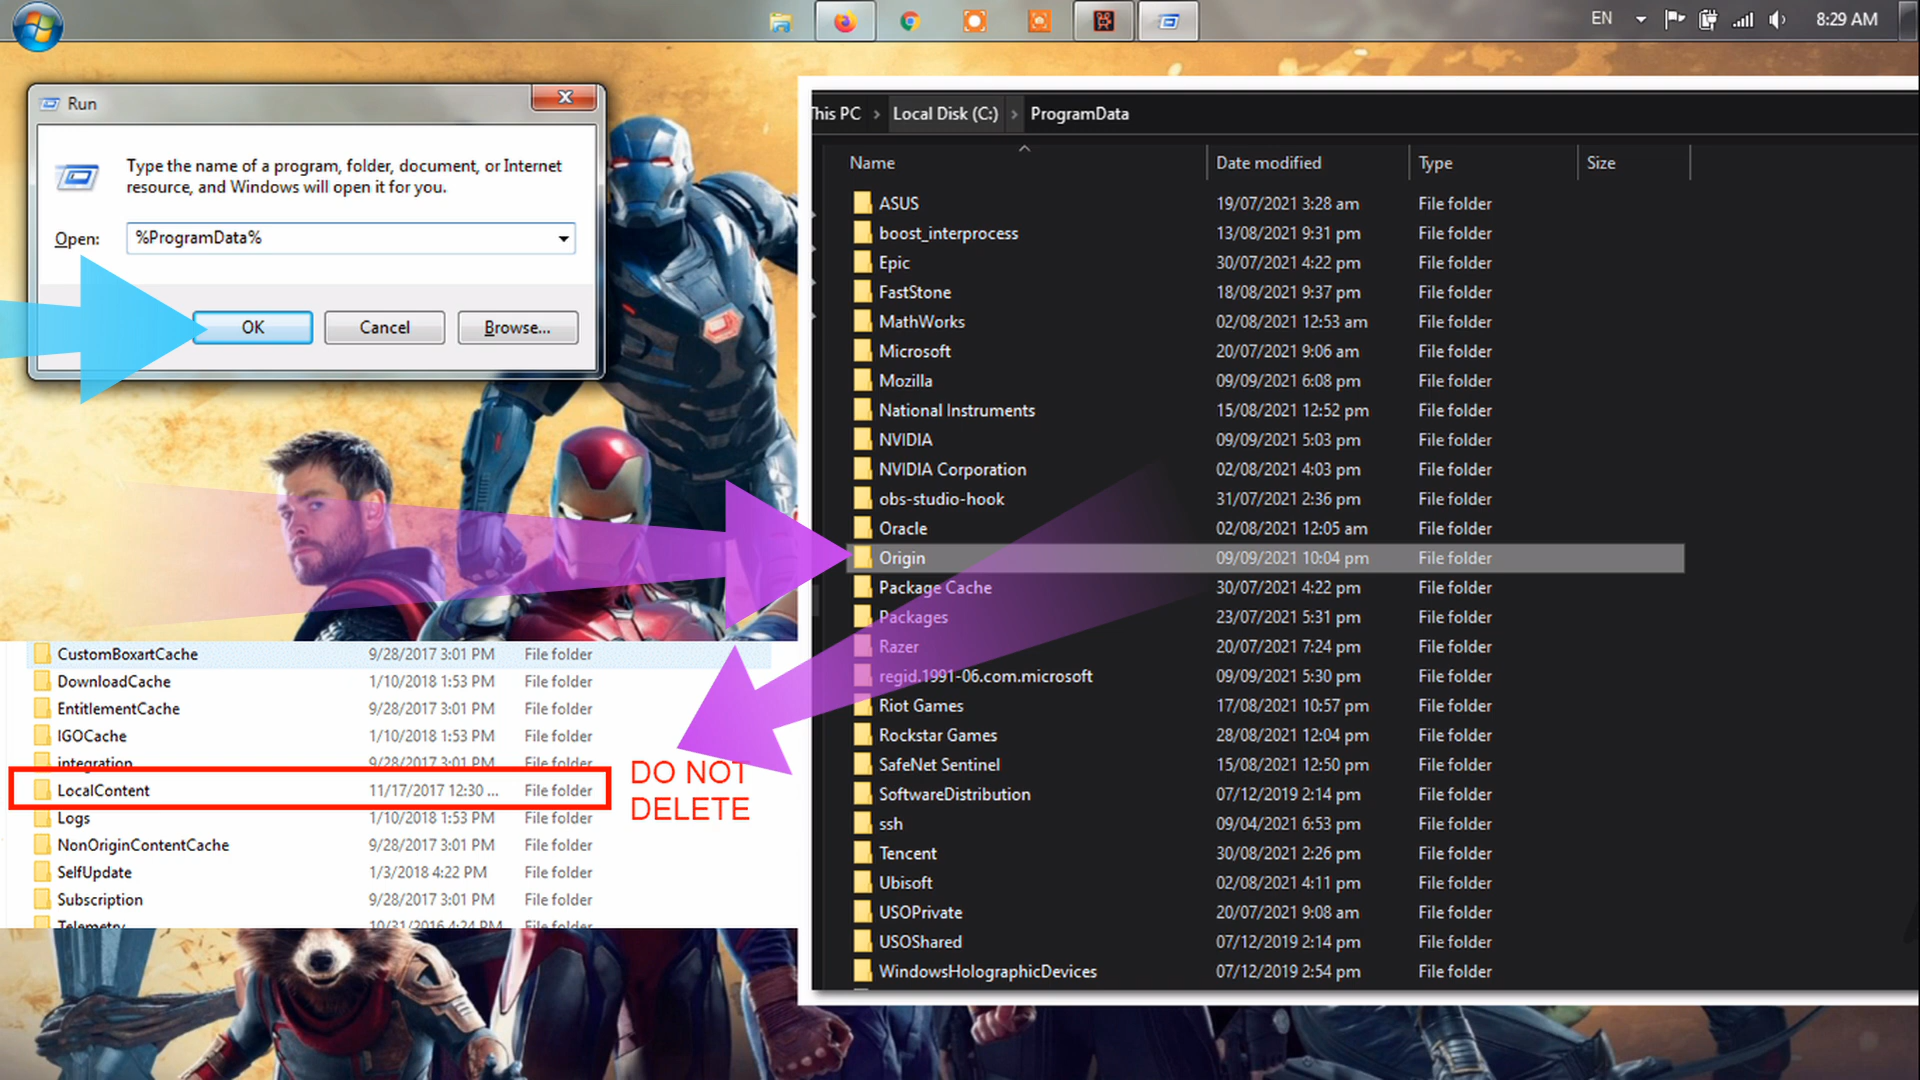 EN 8:29 AM
Run
Type the name of a program, folder, document, or Internet
resource, and Windows will open it for you.
Open: %ProgramData%
OK Cancel Browse...
CustomBoxartCache 9/28/2017 3:01 PM File folder
DownloadCache 1/10/2018 1:53 PM File folder
EntitlementCache 9/28/2017 3:01 PM File folder
IGOCache 1/10/2018 1:53 PM File folder
integration 9/28/2017 3:01 PM File folder
LocalContent 11/17/2017 12:30 ... File folder
Logs 1/10/2018 1:53 PM File folder
NonOriginContentCache 9/28/2017 3:01 PM File folder
SelfUpdate 1/3/2018 4:22 PM File folder
Subscription 9/28/2017 3:01 PM File folder
Telemetry 10/31/2016 4:24 PM File folder
DO NOT
DELETE
This PC > Local Disk (C:) > ProgramData
Name Date modified Type Size
ASUS 19/07/2021 3:28 am File folder
boost_interprocess 13/08/2021 9:31 pm File folder
Epic 30/07/2021 4:22 pm File folder
FastStone 18/08/2021 9:37 pm File folder
MathWorks 02/08/2021 12:53 am File folder
Microsoft 20/07/2021 9:06 am File folder
Mozilla 09/09/2021 6:08 pm File folder
National Instruments 15/08/2021 12:52 pm File folder
NVIDIA 09/09/2021 5:03 pm File folder
NVIDIA Corporation 02/08/2021 4:03 pm File folder
obs-studio-hook 31/07/2021 2:36 pm File folder
Oracle 02/08/2021 12:05 am File folder
Origin 09/09/2021 10:04 pm File folder
Package Cache 30/07/2021 4:22 pm File folder
Packages 23/07/2021 5:31 pm File folder
Razer 20/07/2021 7:24 pm File folder
regid.1991-06.com.microsoft 09/09/2021 5:30 pm File folder
Riot Games 17/08/2021 10:57 pm File folder
Rockstar Games 28/08/2021 12:04 pm File folder
SafeNet Sentinel 15/08/2021 12:50 pm File folder
SoftwareDistribution 07/12/2019 2:14 pm File folder
ssh 09/04/2021 6:53 pm File folder
Tencent 30/08/2021 2:26 pm File folder
Ubisoft 02/08/2021 4:11 pm File folder
USOPrivate 20/07/2021 9:08 am File folder
USOShared 07/12/2019 2:14 pm File folder
WindowsHolographicDevices 07/12/2019 2:54 pm File folder